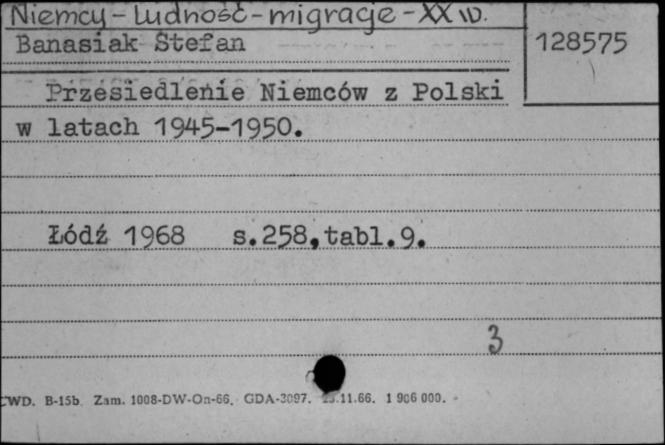 Niemcy - Ludność - migracje - XX w.
Banasiak Stefan
128575
Przesiedlenie Niemców z Polski
w latach 1945-1950.
Łódź 1968 s.258, tabl.9.
3
CWD. B-15b. Zam. 1008-DW-On-66. GDA-3097. 11.66. 1 906 000.